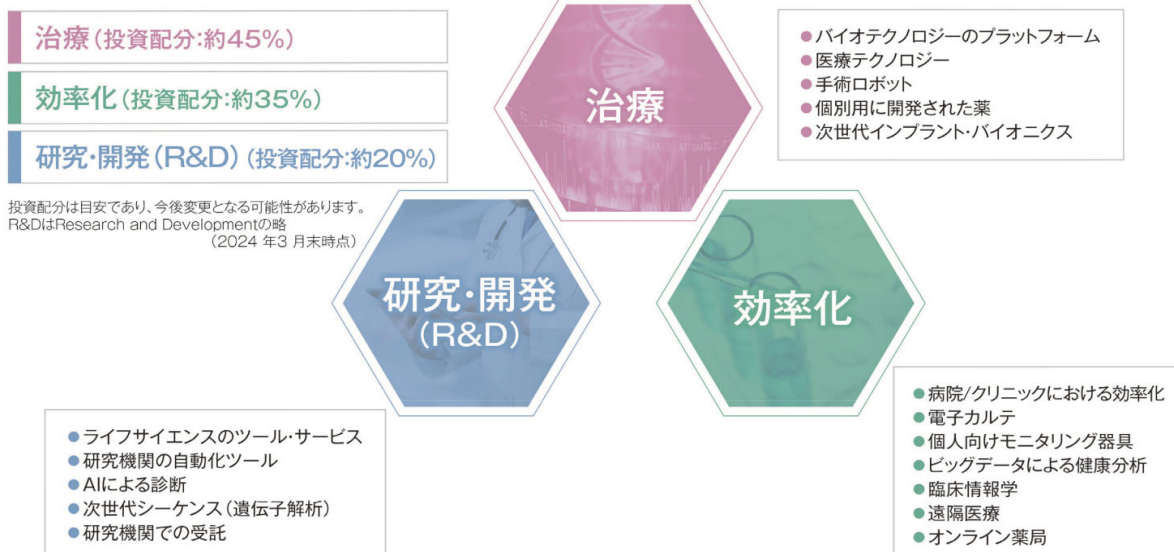 治療(投資配分:約45%)
効率化(投資配分:約35%)
研究・開発(R&D)(投資配分:約20%)
投資配分は目安であり、今後変更となる可能性があります。
R&DはResearch and Developmentの略
(2024 年3 月末時点)
治療
バイオテクノロジーのプラットフォーム
医療テクノロジー
手術ロボット
個別用に開発された薬
次世代インプラント・バイオニクス
研究・開発
(R&D)
効率化
ライフサイエンスのツール・サービス
研究機関の自動化ツール
AIによる診断
次世代シーケンス(遺伝子解析)
研究機関での受託
病院/クリニックにおける効率化
電子カルテ
個人向けモニタリング器具
ビッグデータによる健康分析
臨床情報学
遠隔医療
オンライン薬局